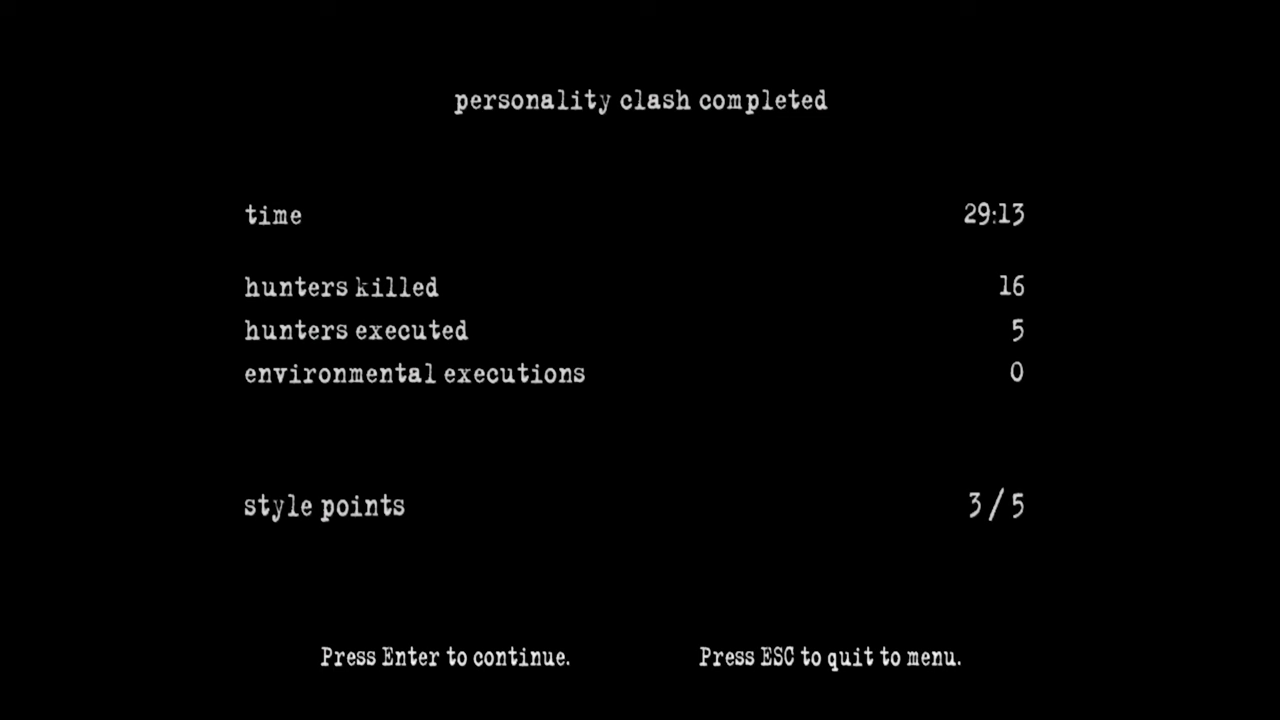 personality clash completed
time 29:13
hunters killed 16
hunters executed 5
environmental executions 0
style points 3 / 5
Press Enter to continue. Press ESC to quit to menu.